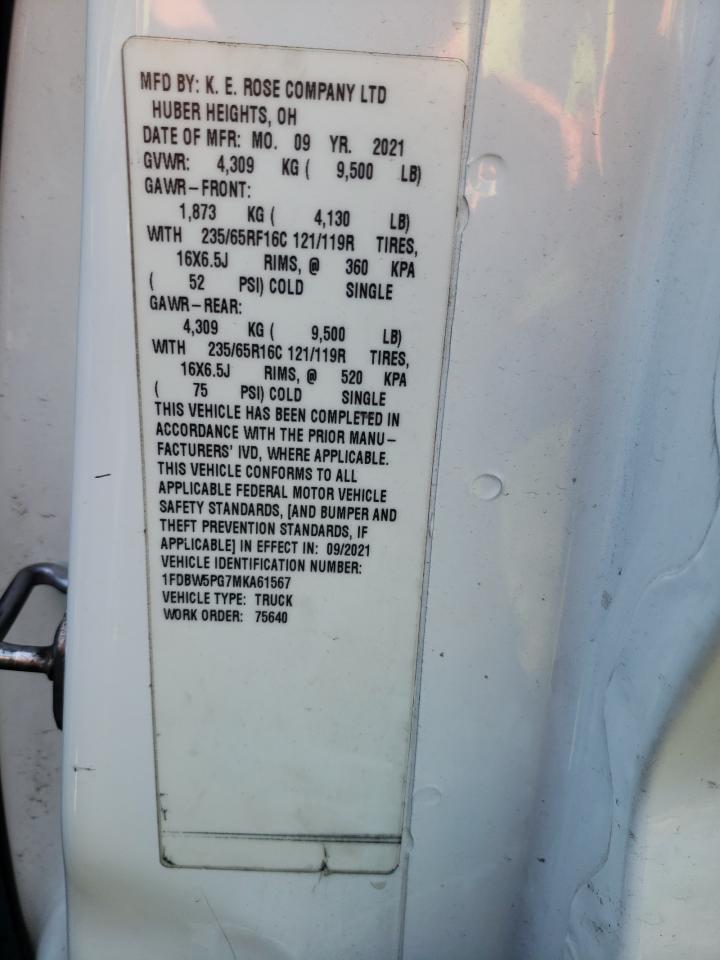 MFD BY: K. E. ROSE COMPANY LTD
HUBER HEIGHTS, OH
DATE OF MFR: MO. 09 YR. 2021
GVWR: 4,309 KG ( 9,500 LB)
GAWR-FRONT:
1,873 KG ( 4,130 LB)
WITH 235/65RF16C 121/119R TIRES,
16X6.5J RIMS, @ 360 KPA
( 52 PSI) COLD SINGLE
GAWR-REAR:
4,309 KG ( 9,500 LB)
WITH 235/65R16C 121/119R TIRES,
16X6.5J RIMS, @ 520 KPA
( 75 PSI) COLD SINGLE
THIS VEHICLE HAS BEEN COMPLETED IN
ACCORDANCE WITH THE PRIOR MANU-
FACTURERS' IVD, WHERE APPLICABLE.
THIS VEHICLE CONFORMS TO ALL
APPLICABLE FEDERAL MOTOR VEHICLE
SAFETY STANDARDS, [AND BUMPER AND
THEFT PREVENTION STANDARDS, IF
APPLICABLE] IN EFFECT IN: 09/2021
VEHICLE IDENTIFICATION NUMBER:
1FDBW5PG7MKA61567
VEHICLE TYPE: TRUCK
WORK ORDER: 75640